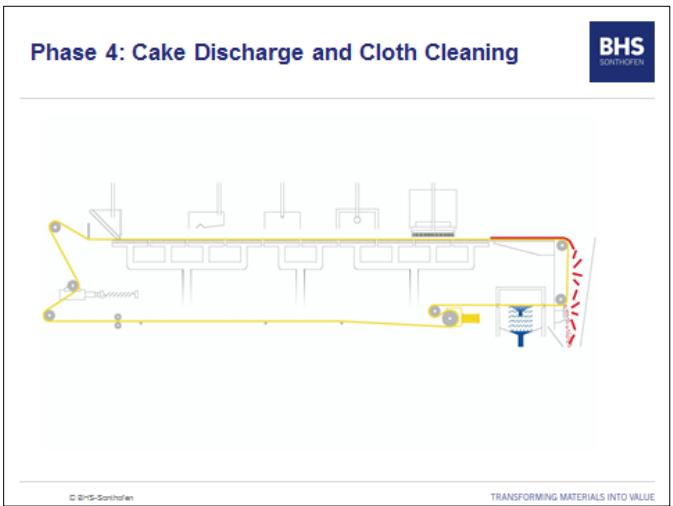 Phase 4: Cake Discharge and Cloth Cleaning
BHS
SONTHOFEN
© BHS-Sonthofen
TRANSFORMING MATERIALS INTO VALUE